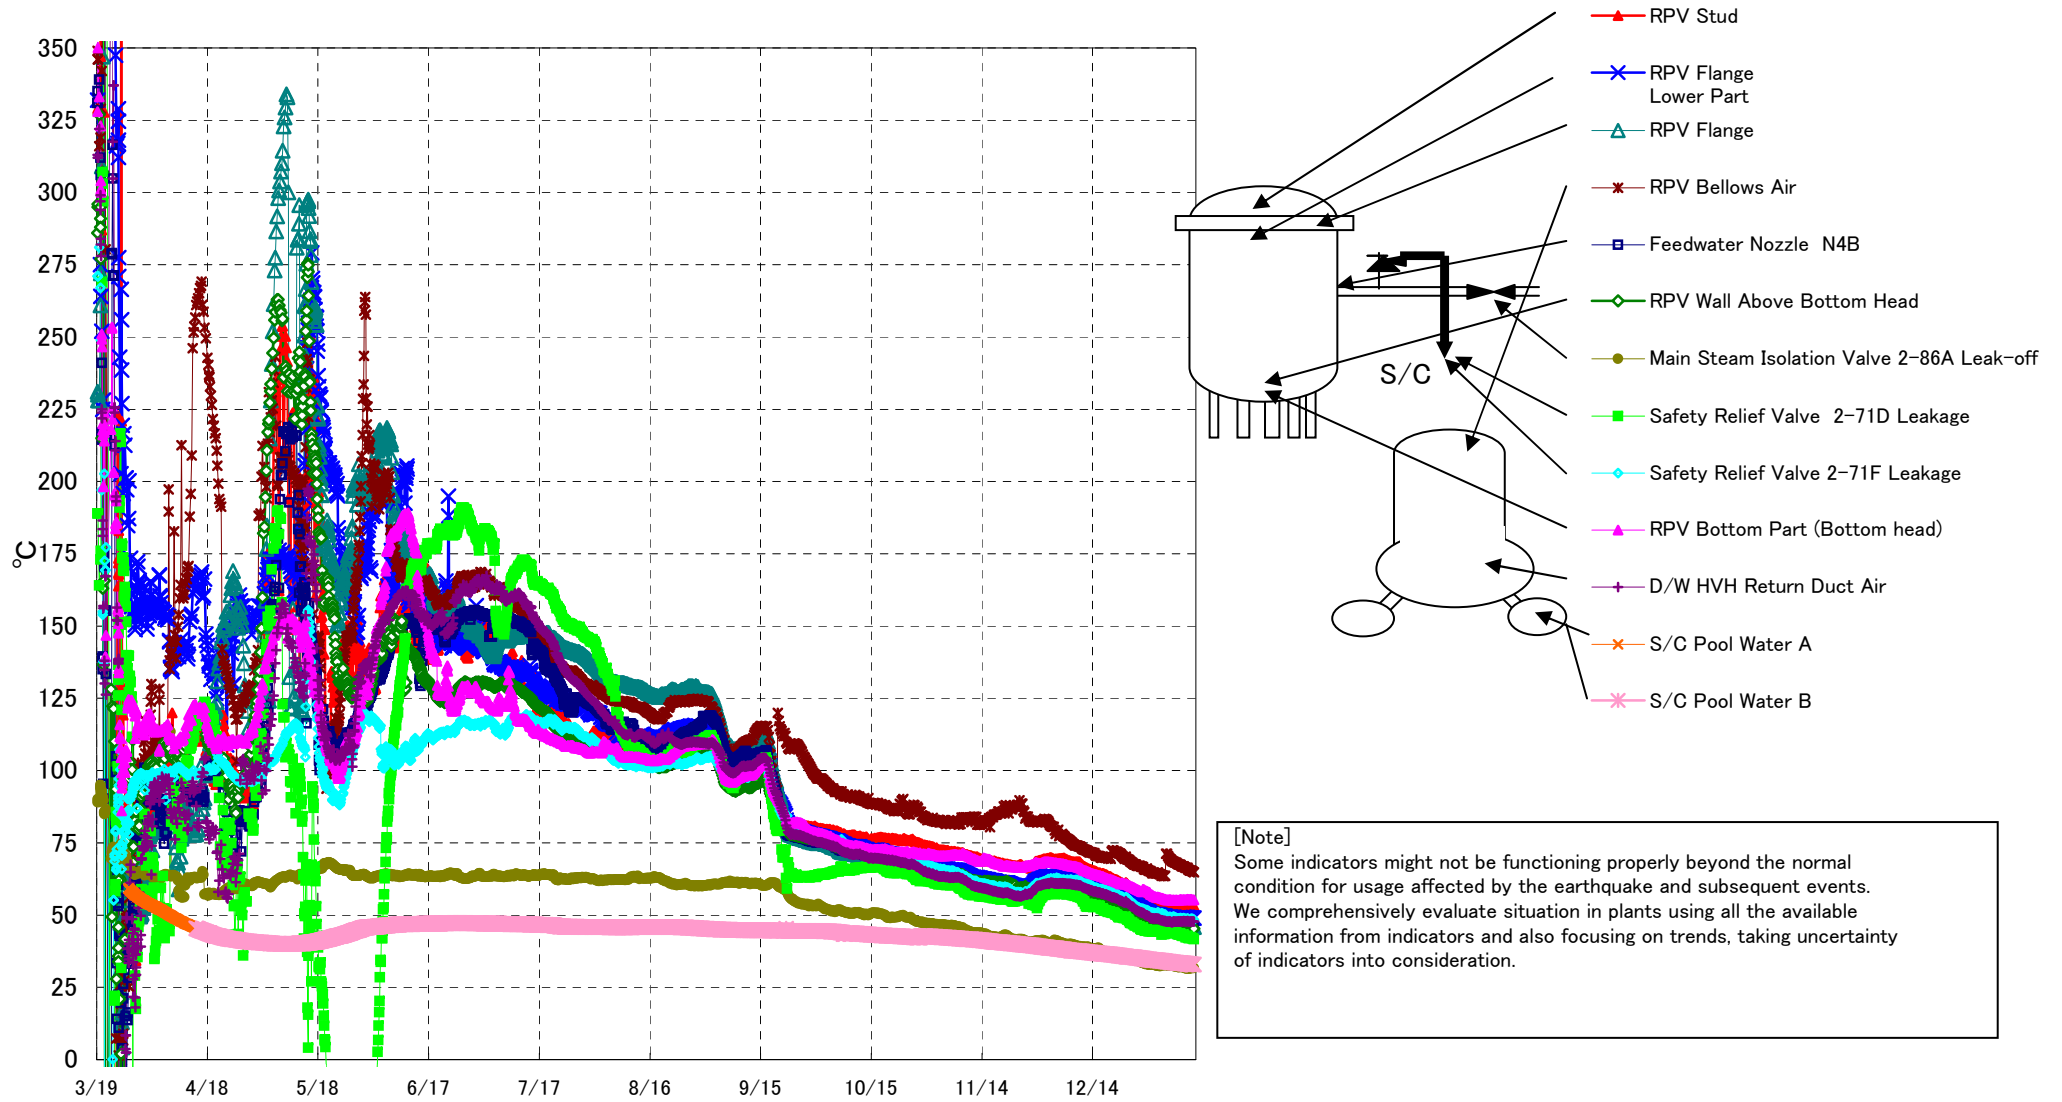 350
325
300
275
250
225
200
175
150
125
100
75
50
25
0
℃
3/19
4/18
5/18
6/17
7/17
8/16
9/15
10/15
11/14
12/14
RPV Stud
RPV Flange
Lower Part
RPV Flange
RPV Bellows Air
Feedwater Nozzle N4B
RPV Wall Above Bottom Head
Main Steam Isolation Valve 2-86A Leak-off
Safety Relief Valve 2-71D Leakage
Safety Relief Valve 2-71F Leakage
RPV Bottom Part (Bottom head)
D/W HVH Return Duct Air
S/C Pool Water A
S/C Pool Water B
S/C
[Note]
Some indicators might not be functioning properly beyond the normal
condition for usage affected by the earthquake and subsequent events.
We comprehensively evaluate situation in plants using all the available
information from indicators and also focusing on trends, taking uncertainty
of indicators into consideration.